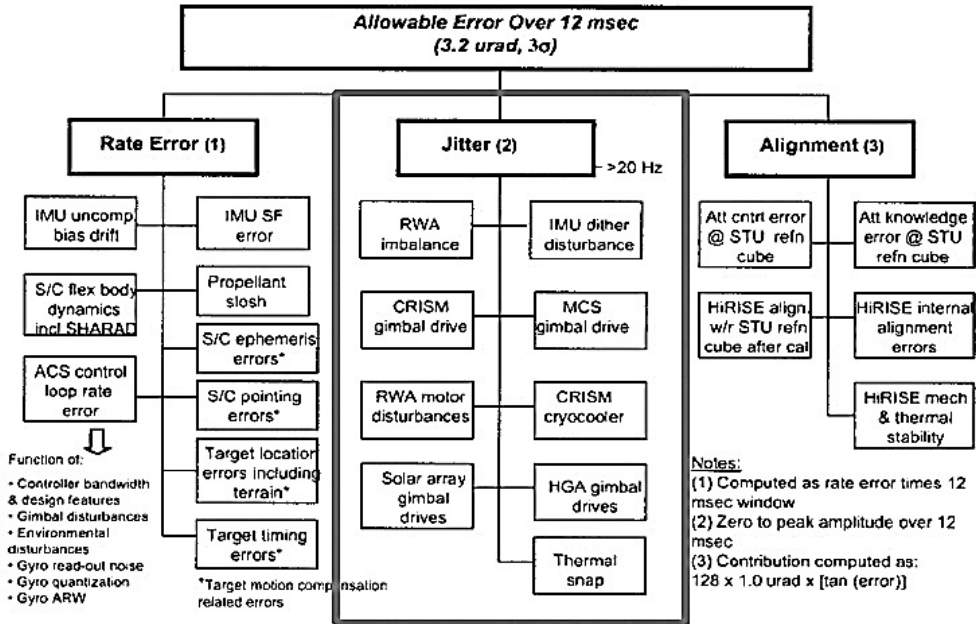 Allowable Error Over 12 msec
(3.2 urad, 3σ)
Rate Error (1)
IMU uncomp
bias drift
IMU SF
error
S/C flex body
dynamics
incl SHARAD
Propellant
slosh
S/C ephemeris
errors*
ACS control
loop rate
error
S/C pointing
errors*
Target location
errors including
terrain*
Target timing
errors*
Function of:
• Controller bandwidth
& design features
• Gimbal disturbances
• Environmental
disturbances
• Gyro read-out noise
• Gyro quantization
• Gyro ARW
*Target motion compensation
related errors
Jitter (2)
>20 Hz
RWA
imbalance
IMU dither
disturbance
CRISM
gimbal drive
MCS
gimbal drive
RWA motor
disturbances
CRISM
cryocooler
Solar array
gimbal
drives
HGA gimbal
drives
Thermal
snap
Alignment (3)
Att cntrl error
@ STU refn
cube
Att knowledge
error @ STU
refn cube
HiRISE align.
w/r STU refn
cube after cal
HiRISE internal
alignment
errors
HiRISE mech
& thermal
stability
Notes:
(1) Computed as rate error times 12
msec window
(2) Zero to peak amplitude over 12
msec
(3) Contribution computed as:
128 x 1.0 urad x [tan (error)]